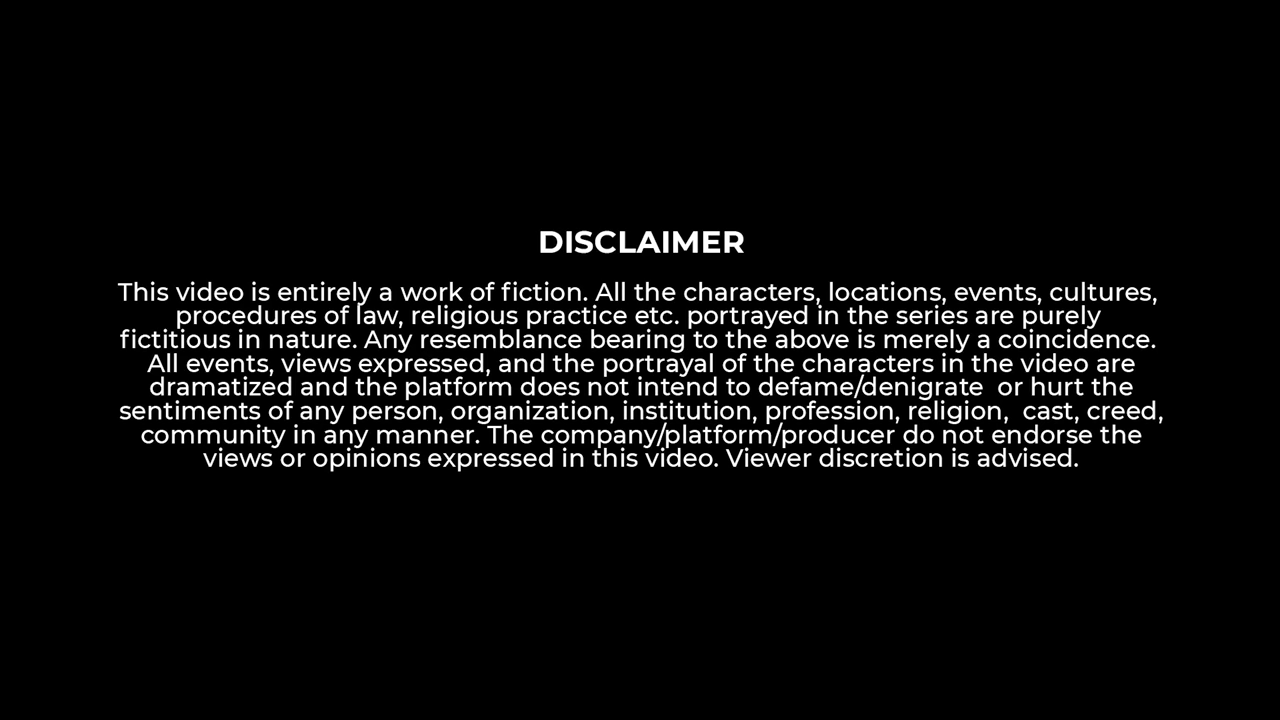 DISCLAIMER
This video is entirely a work of fiction. All the characters, locations, events, cultures,
procedures of law, religious practice etc. portrayed in the series are purely
fictitious in nature. Any resemblance bearing to the above is merely a coincidence.
All events, views expressed, and the portrayal of the characters in the video are
dramatized and the platform does not intend to defame/denigrate  or hurt the
sentiments of any person, organization, institution, profession, religion,  cast, creed,
community in any manner. The company/platform/producer do not endorse the
views or opinions expressed in this video. Viewer discretion is advised.